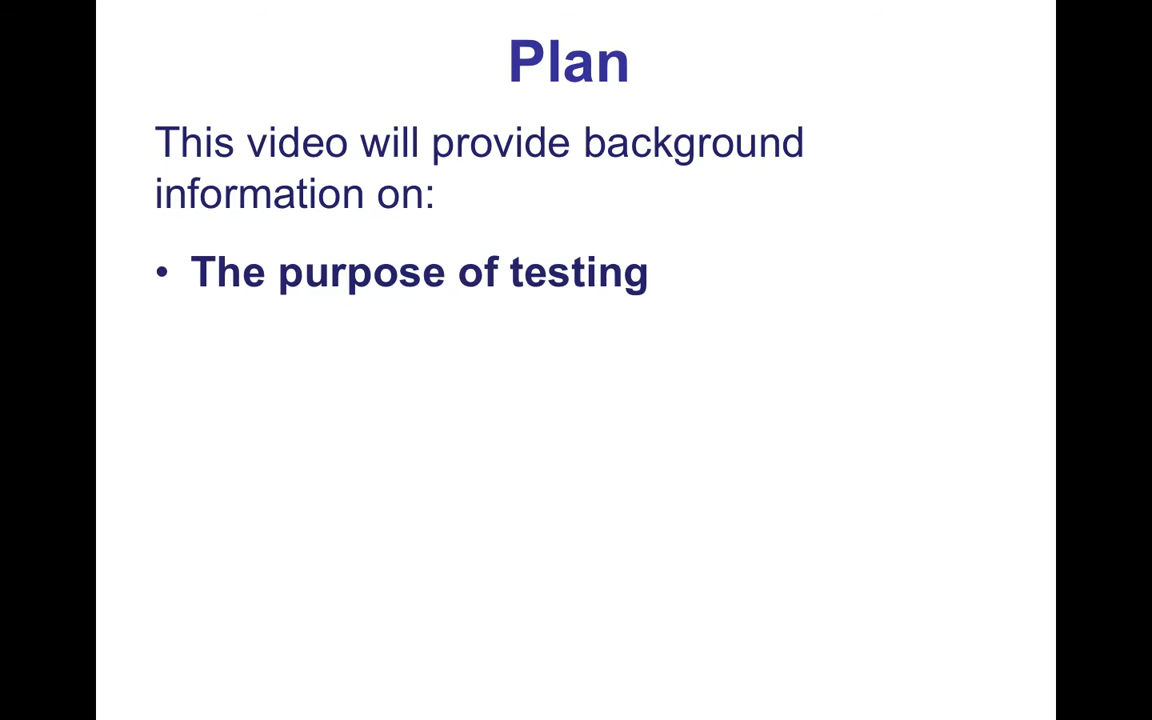 Plan
This video will provide background
information on:
• The purpose of testing